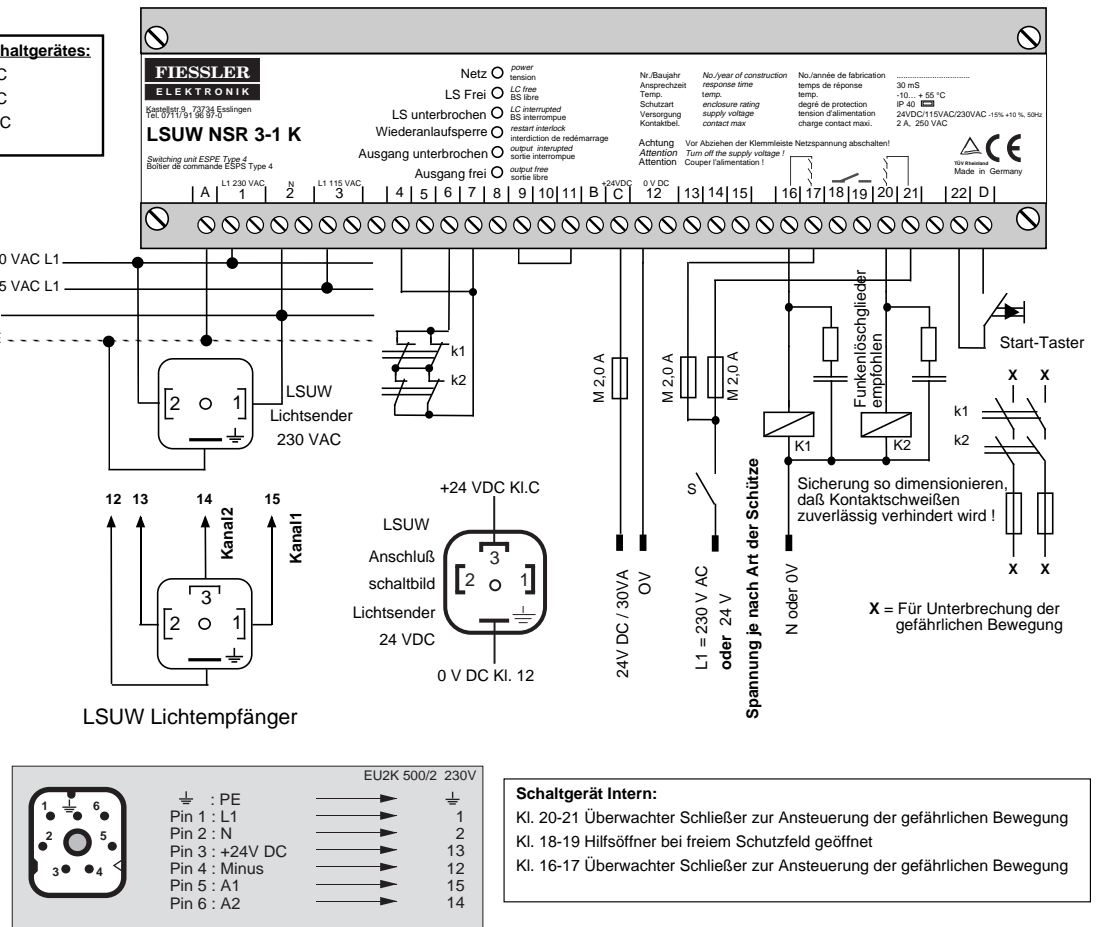 haltgerätes:
C
C
C
FIESSLER
ELEKTRONIK
Kastellstr.9 73734 Esslingen
Tel. 0711/ 91 96 97-0
LSUW NSR 3-1 K
Switching unit ESPE Type 4
Boîtier de commande ESPS Type 4
Netz power tension
LS Frei LC free BS libre
LS unterbrochen LC interrupted BS interrompue
Wiederanlaufsperre restart interlock interdiction de redémarrage
Ausgang unterbrochen output interupted sortie interrompue
Ausgang frei output free sortie libre
Nr./Baujahr No./year of construction No./année de fabrication ..............................
Ansprechzeit response time temps de réponse 30 mS
Temp. temp. temp. -10... + 55 °C
Schutzart enclosure rating degré de protection IP 40
Versorgung supply voltage tension d'alimentation 24VDC/115VAC/230VAC -15% +10 %, 50Hz
Kontaktbel. contact max charge contact maxi. 2 A, 250 VAC
Achtung Vor Abziehen der Klemmleiste Netzspannung abschalten!
Attention Turn off the supply voltage !
Attention Couper l'alimentation !
TÜV Rheinland
CE
Made in Germany
L1 230 VAC N L1 115 VAC +24VDC 0 V DC
A 1 2 3 4 5 6 7 8 9 10 11 B C 12 13 14 15 16 17 18 19 20 21 22 D
0 VAC L1
5 VAC L1
k1
k2
2 1
LSUW
Lichtsender
230 VAC
M 2,0 A
M 2,0 A
M 2,0 A
Funkenlöschglieder
empfohlen
K1
K2
Start-Taster
X X
k1
k2
X X
Sicherung so dimensionieren,
daß Kontaktschweißen
zuverlässig verhindert wird !
12 13 14 15
Kanal2
Kanal1
3
2 1
LSUW Lichtempfänger
+24 VDC Kl.C
LSUW
Anschluß
schaltbild
Lichtsender
24 VDC
3
2 1
0 V DC Kl. 12
24V DC / 30VA
OV
S
L1 = 230 V AC
oder 24 V
Spannung je nach Art der Schütze
N oder 0V
X = Für Unterbrechung der
gefährlichen Bewegung
EU2K 500/2 230V
1 6
2 5
3 4
: PE
Pin 1 : L1 1
Pin 2 : N 2
Pin 3 : +24V DC 13
Pin 4 : Minus 12
Pin 5 : A1 15
Pin 6 : A2 14
Schaltgerät Intern:
Kl. 20-21 Überwachter Schließer zur Ansteuerung der gefährlichen Bewegung
Kl. 18-19 Hilfsöffner bei freiem Schutzfeld geöffnet
Kl. 16-17 Überwachter Schließer zur Ansteuerung der gefährlichen Bewegung